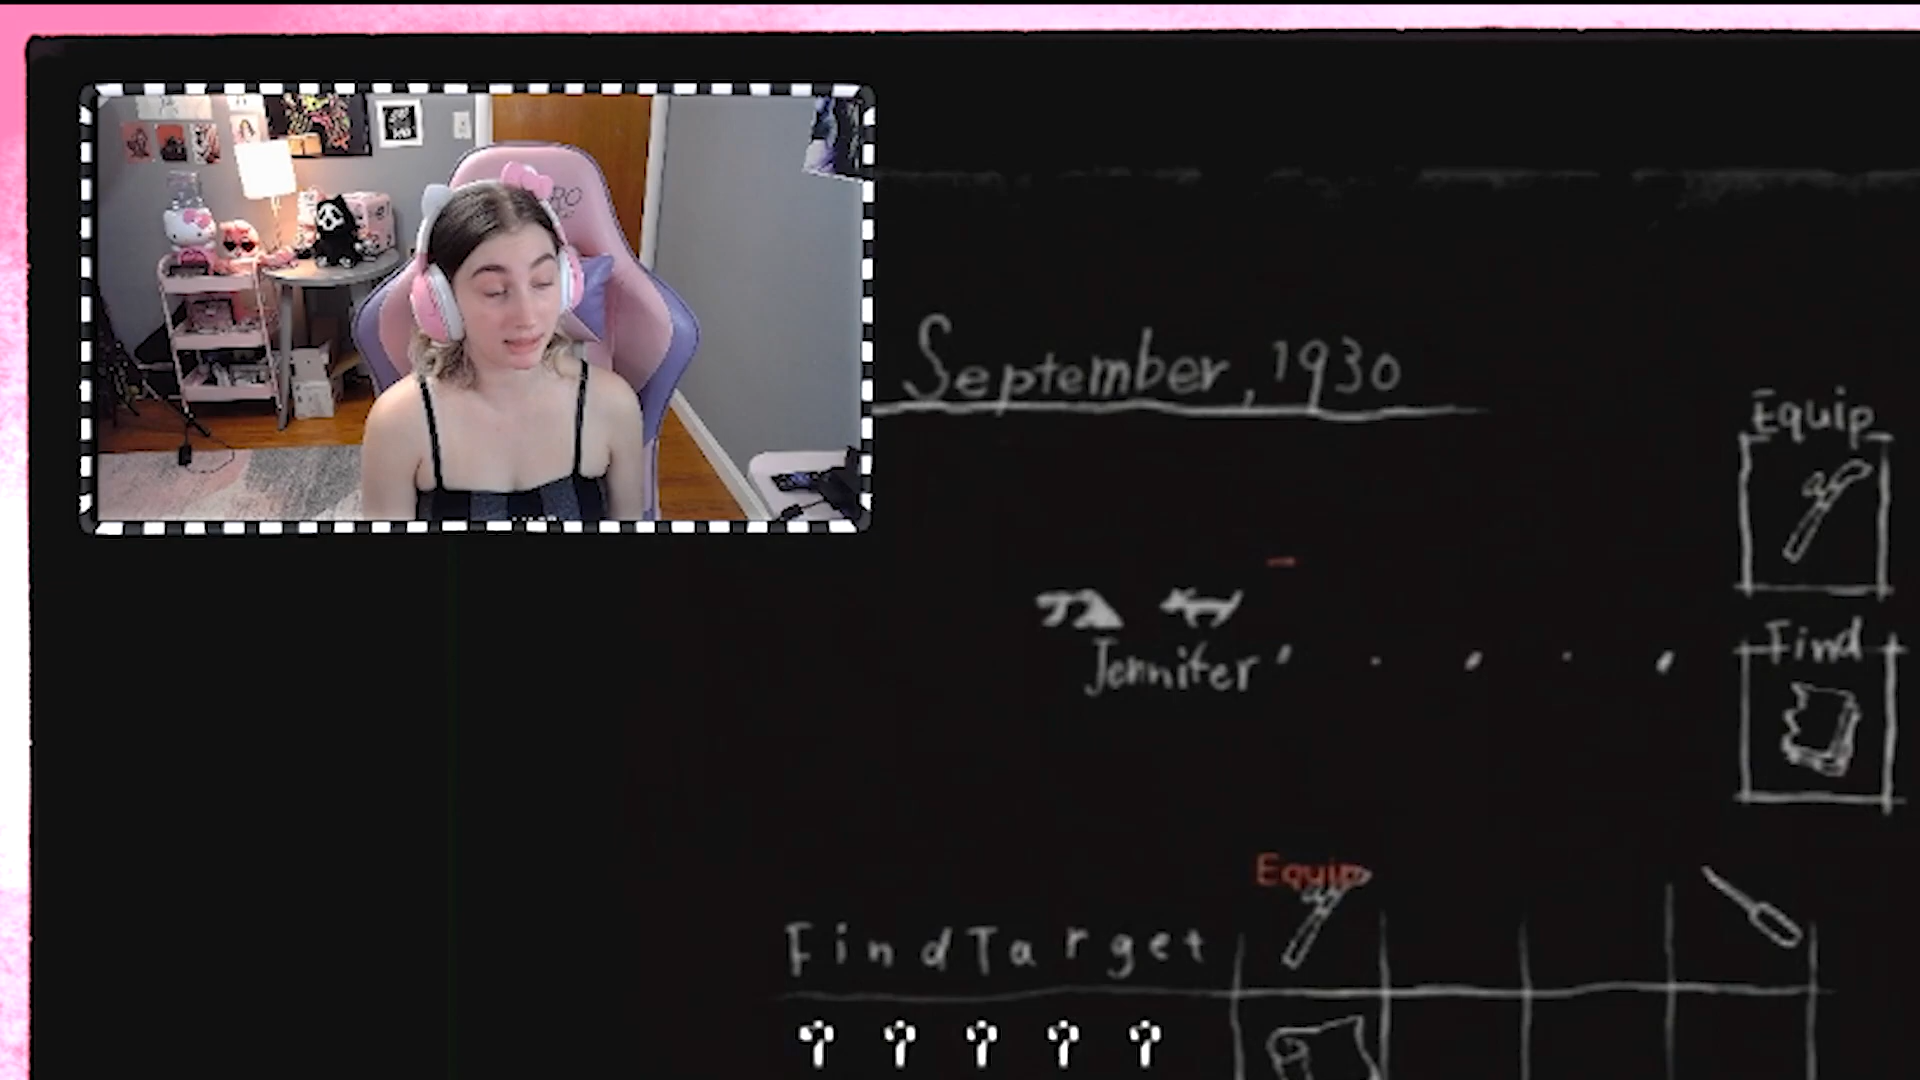 September, 1930
Equip
Jennifer
Find
Equip
FindTarget